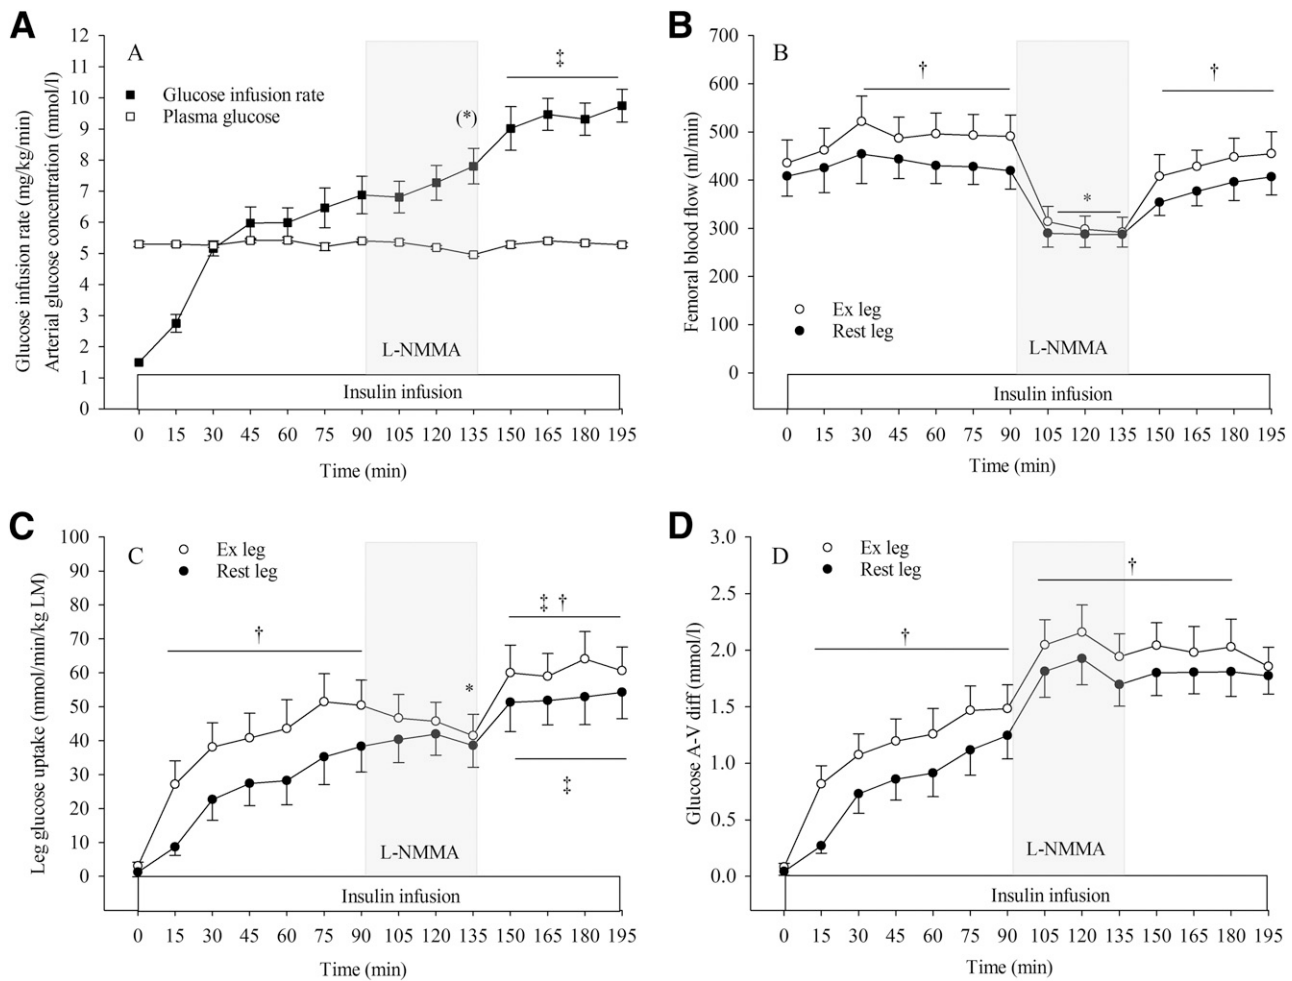 A
12
11
10
9
8
7
6
5
4
3
2
1
0
Glucose infusion rate (mg/kg/min)
Arterial glucose concentration (mmol/l)
A
Glucose infusion rate
Plasma glucose
(*)
‡
L-NMMA
Insulin infusion
0 15 30 45 60 75 90 105 120 135 150 165 180 195
Time (min)
B
700
600
500
400
300
200
100
0
Femoral blood flow (ml/min)
B
†
†
*
Ex leg
Rest leg
L-NMMA
Insulin infusion
0 15 30 45 60 75 90 105 120 135 150 165 180 195
Time (min)
C
100
90
80
70
60
50
40
30
20
10
0
Leg glucose uptake (mmol/min/kg LM)
C
Ex leg
Rest leg
†
*
‡ †
‡
L-NMMA
Insulin infusion
0 15 30 45 60 75 90 105 120 135 150 165 180 195
Time (min)
D
3.0
2.5
2.0
1.5
1.0
0.5
0.0
Glucose A-V diff (mmol/l)
D
Ex leg
Rest leg
†
†
L-NMMA
Insulin infusion
0 15 30 45 60 75 90 105 120 135 150 165 180 195
Time (min)